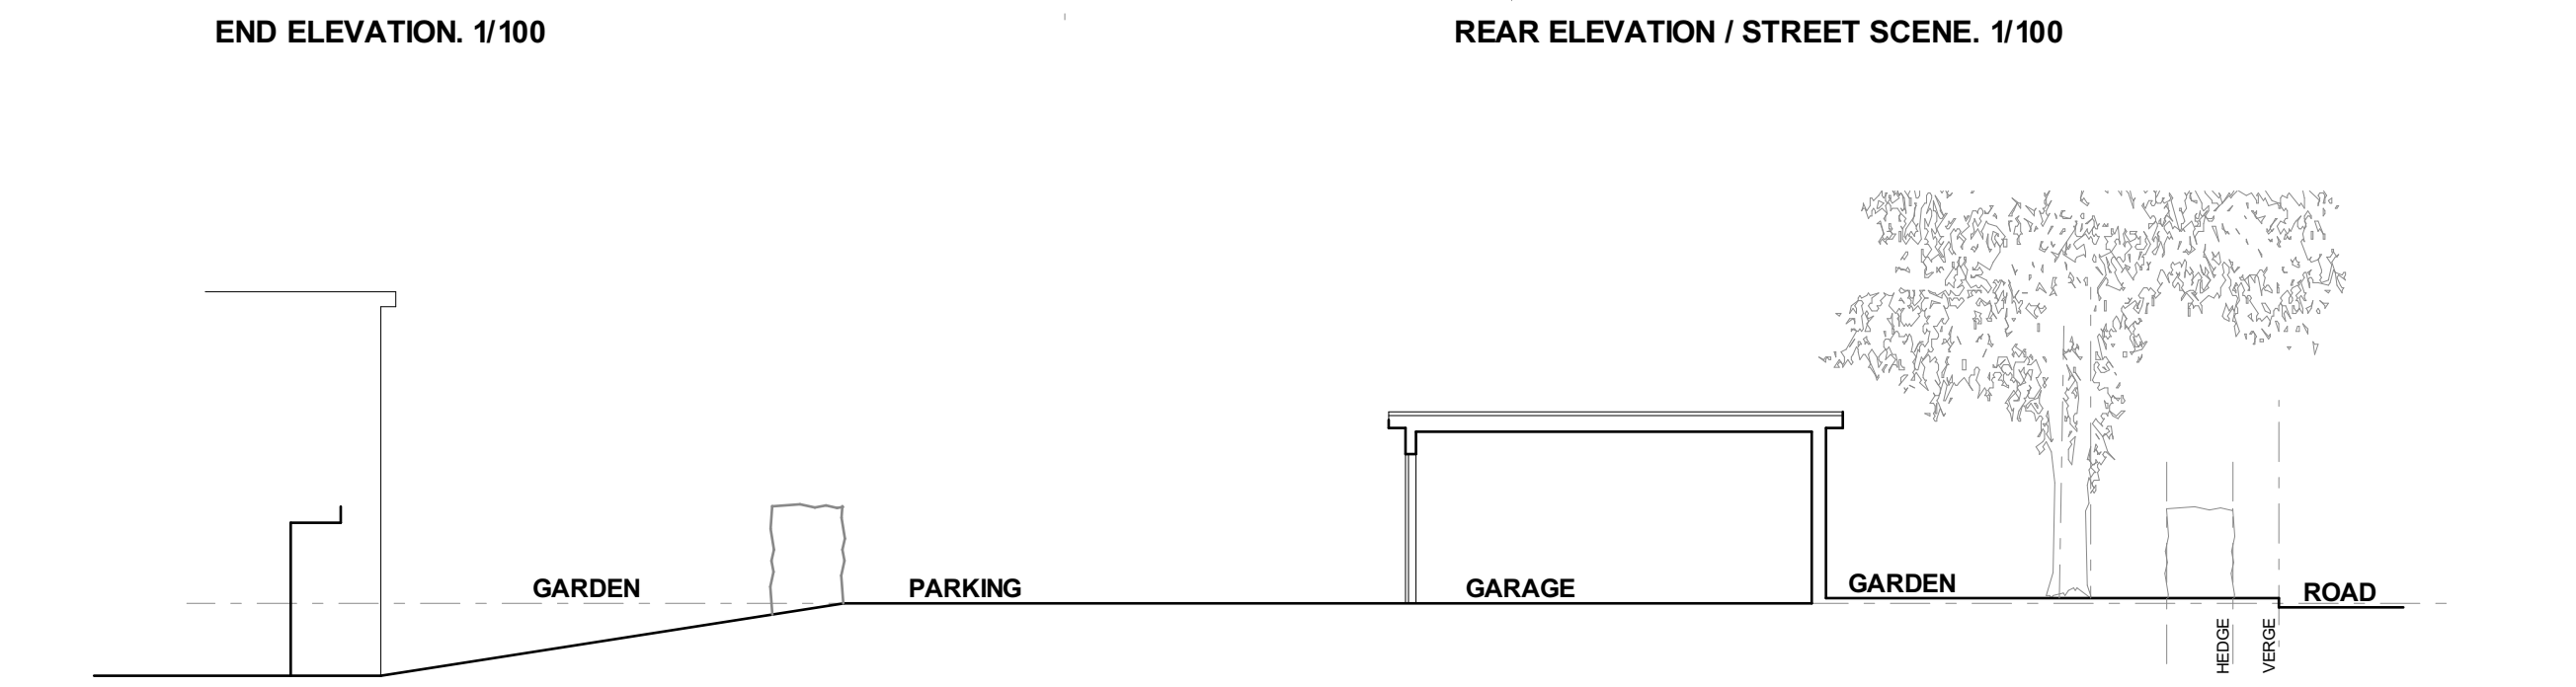 END ELEVATION. 1/100
REAR ELEVATION / STREET SCENE. 1/100
GARDEN
PARKING
GARAGE
GARDEN
ROAD
HEDGE
VERGE